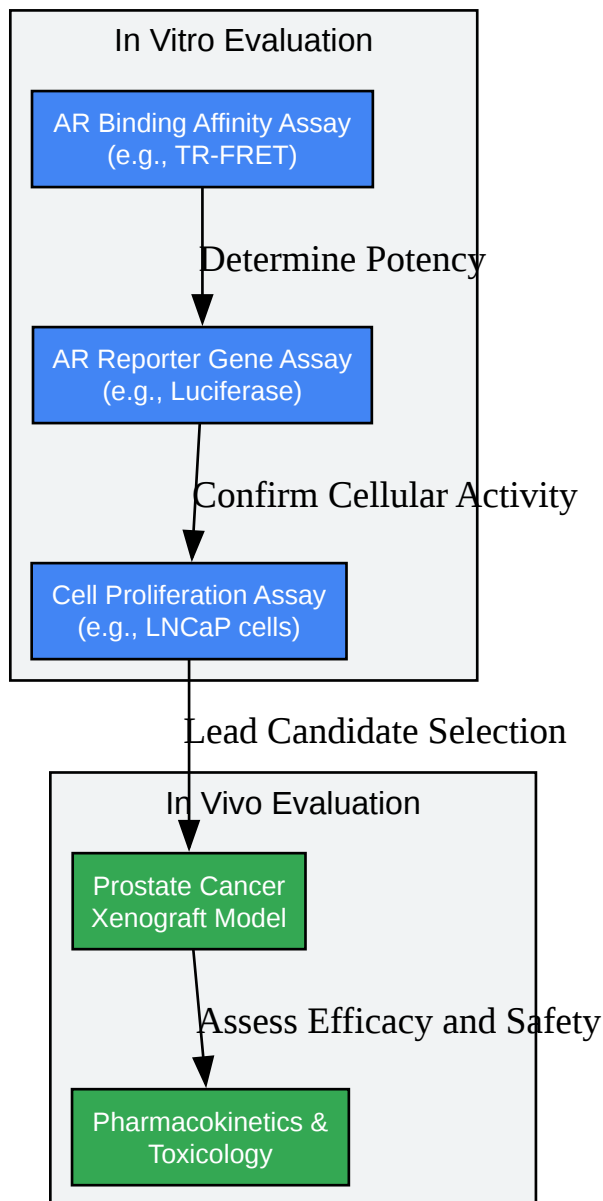 In Vitro Evaluation
AR Binding Affinity Assay
(e.g., TR-FRET)
Determine Potency
AR Reporter Gene Assay
(e.g., Luciferase)
Confirm Cellular Activity
Cell Proliferation Assay
(e.g., LNCaP cells)
Lead Candidate Selection
In Vivo Evaluation
Prostate Cancer
Xenograft Model
Assess Efficacy and Safety
Pharmacokinetics &
Toxicology